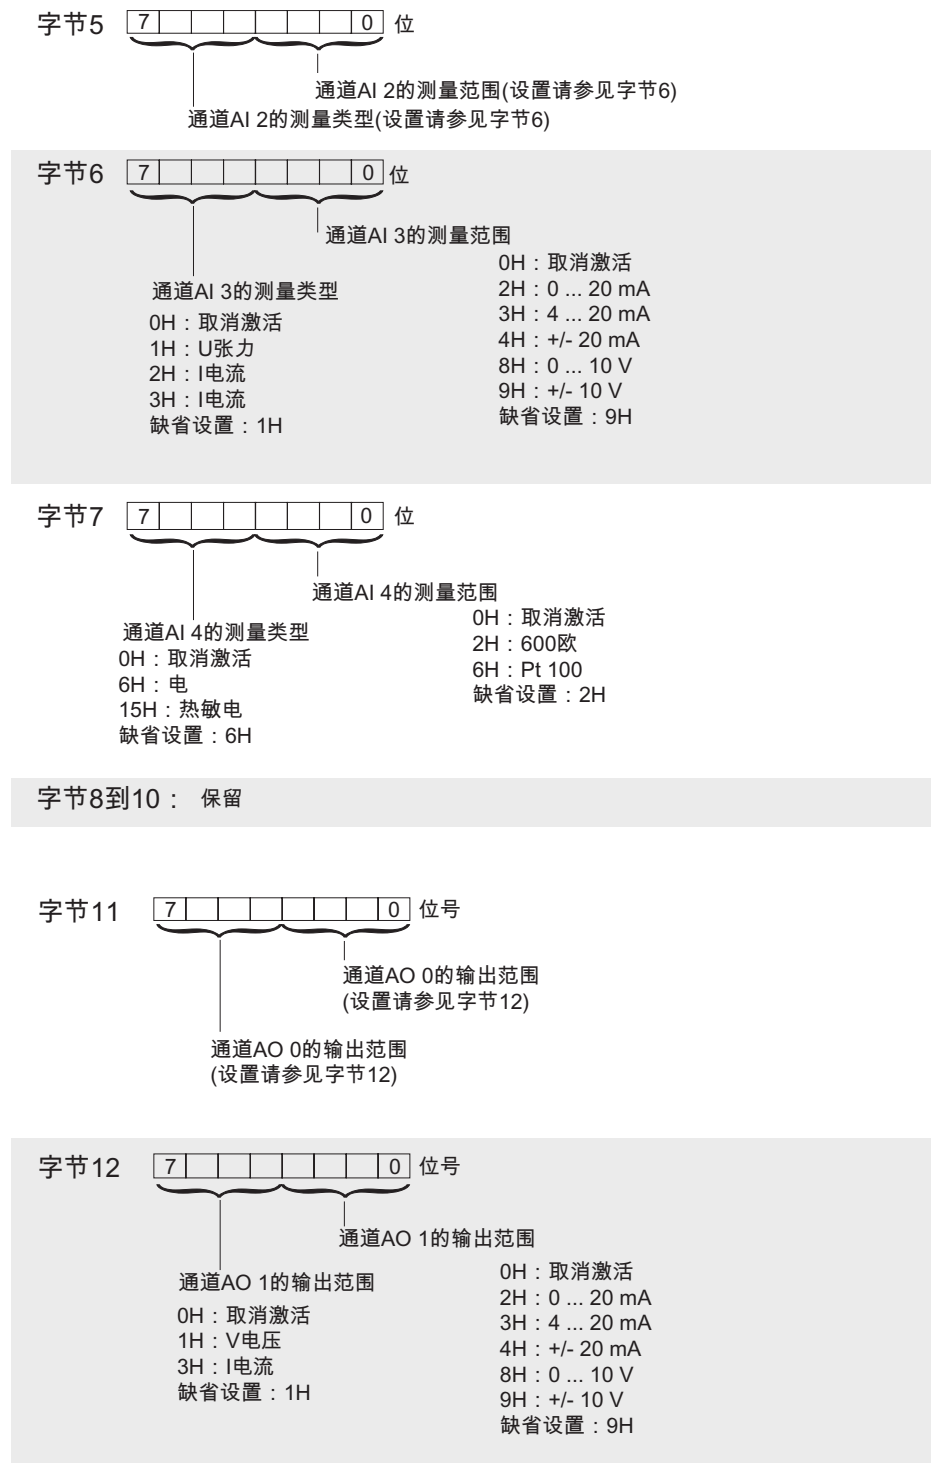 字节5 7 0 位
通道AI 2的测量范围(设置请参见字节6)
通道AI 2的测量类型(设置请参见字节6)
字节6 7 0 位
通道AI 3的测量范围
0H：取消激活
2H：0 ... 20 mA
3H：4 ... 20 mA
4H：+/- 20 mA
8H：0 ... 10 V
9H：+/- 10 V
缺省设置：9H
通道AI 3的测量类型
0H：取消激活
1H：U张力
2H：I电流
3H：I电流
缺省设置：1H
字节7 7 0 位
通道AI 4的测量范围
0H：取消激活
2H：600欧
6H：Pt 100
缺省设置：2H
通道AI 4的测量类型
0H：取消激活
6H：电
15H：热敏电
缺省设置：6H
字节8到10： 保留
字节11 7 0 位号
通道AO 0的输出范围
(设置请参见字节12)
通道AO 0的输出范围
(设置请参见字节12)
字节12 7 0 位号
通道AO 1的输出范围
0H：取消激活
2H：0 ... 20 mA
3H：4 ... 20 mA
4H：+/- 20 mA
8H：0 ... 10 V
9H：+/- 10 V
缺省设置：9H
通道AO 1的输出范围
0H：取消激活
1H：V电压
3H：I电流
缺省设置：1H